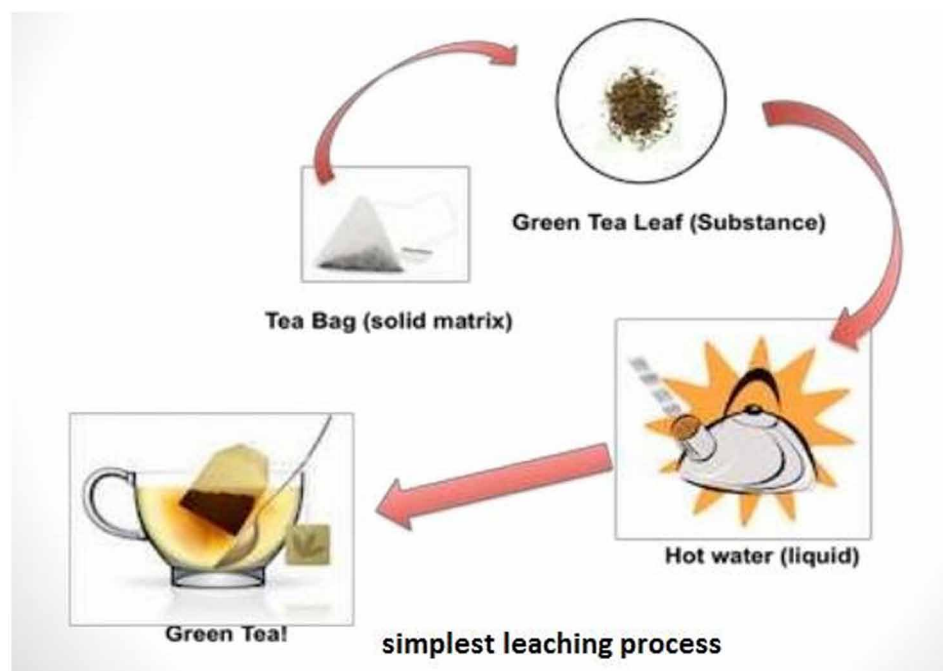 Green Tea Leaf (Substance)
Tea Bag (solid matrix)
Hot water (liquid)
Green Tea!
simplest leaching process